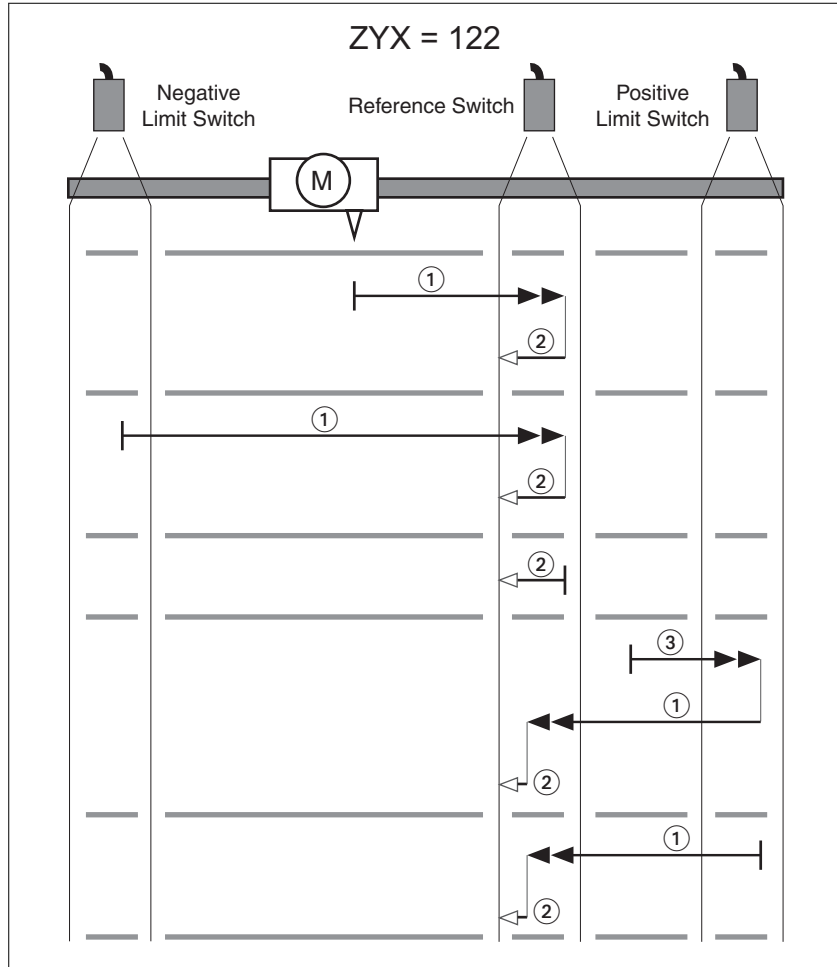 ZYX = 122
Negative
Limit Switch
Reference Switch
Positive
Limit Switch
M
1
2
1
2
2
3
1
2
1
2